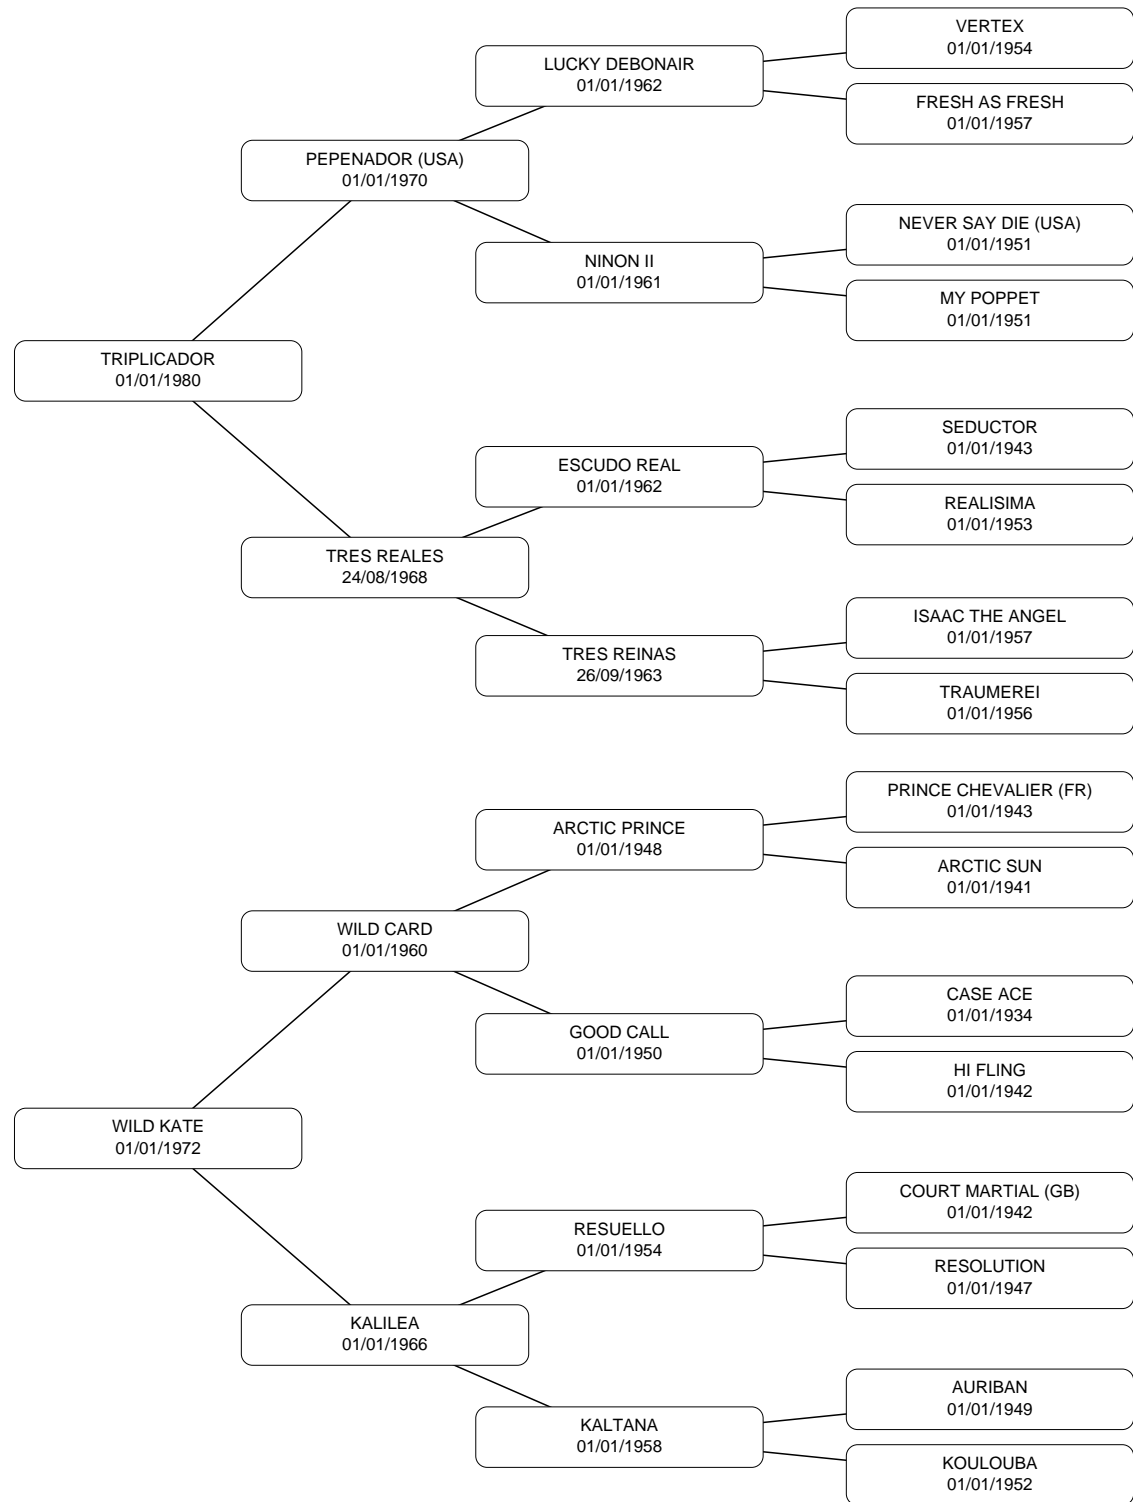 VERTEX
01/01/1954
LUCKY DEBONAIR
01/01/1962
FRESH AS FRESH
01/01/1957
PEPENADOR (USA)
01/01/1970
NEVER SAY DIE (USA)
01/01/1951
NINON II
01/01/1961
MY POPPET
01/01/1951
TRIPLICADOR
01/01/1980
SEDUCTOR
01/01/1943
ESCUDO REAL
01/01/1962
REALISIMA
01/01/1953
TRES REALES
24/08/1968
ISAAC THE ANGEL
01/01/1957
TRES REINAS
26/09/1963
TRAUMEREI
01/01/1956
PRINCE CHEVALIER (FR)
01/01/1943
ARCTIC PRINCE
01/01/1948
ARCTIC SUN
01/01/1941
WILD CARD
01/01/1960
CASE ACE
01/01/1934
GOOD CALL
01/01/1950
HI FLING
01/01/1942
WILD KATE
01/01/1972
COURT MARTIAL (GB)
01/01/1942
RESUELLO
01/01/1954
RESOLUTION
01/01/1947
KALILEA
01/01/1966
AURIBAN
01/01/1949
KALTANA
01/01/1958
KOULOUBA
01/01/1952